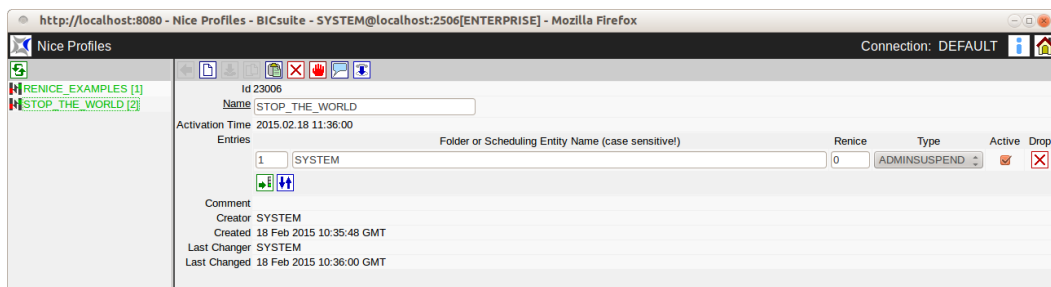 http://localhost:8080 - Nice Profiles - BICsuite - SYSTEM@localhost:2506[ENTERPRISE] - Mozilla Firefox
Nice Profiles
Connection: DEFAULT
RENICE_EXAMPLES [1]
STOP_THE_WORLD [2]
Id 23006
Name STOP_THE_WORLD
Activation Time 2015.02.18 11:36:00
Entries Folder or Scheduling Entity Name (case sensitive!) Renice Type Active Drop
1 SYSTEM 0 ADMINSUSPEND
Comment
Creator SYSTEM
Created 18 Feb 2015 10:35:48 GMT
Last Changer SYSTEM
Last Changed 18 Feb 2015 10:36:00 GMT